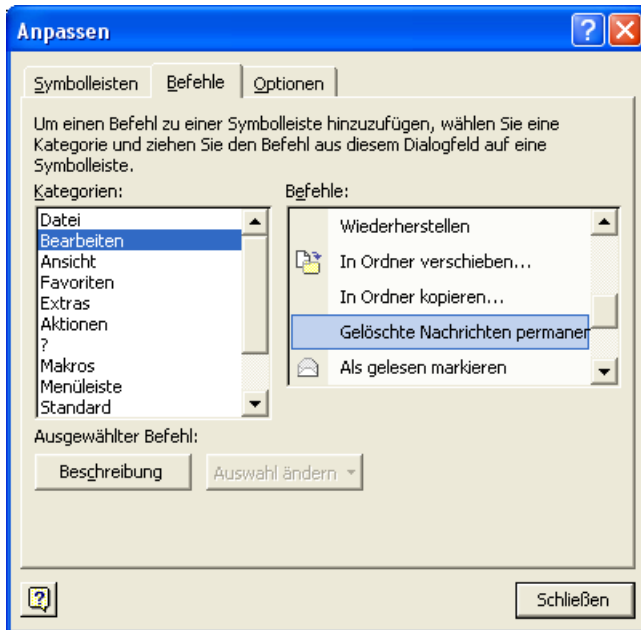 Anpassen
Symbolleisten Befehle Optionen
Um einen Befehl zu einer Symbolleiste hinzuzufügen, wählen Sie eine
Kategorie und ziehen Sie den Befehl aus diesem Dialogfeld auf eine
Symbolleiste.
Kategorien:
Datei
Bearbeiten
Ansicht
Favoriten
Extras
Aktionen
?
Makros
Menüleiste
Standard
Befehle:
Wiederherstellen
In Ordner verschieben...
In Ordner kopieren...
Gelöschte Nachrichten permaner
Als gelesen markieren
Ausgewählter Befehl:
Beschreibung Auswahl ändern
Schließen